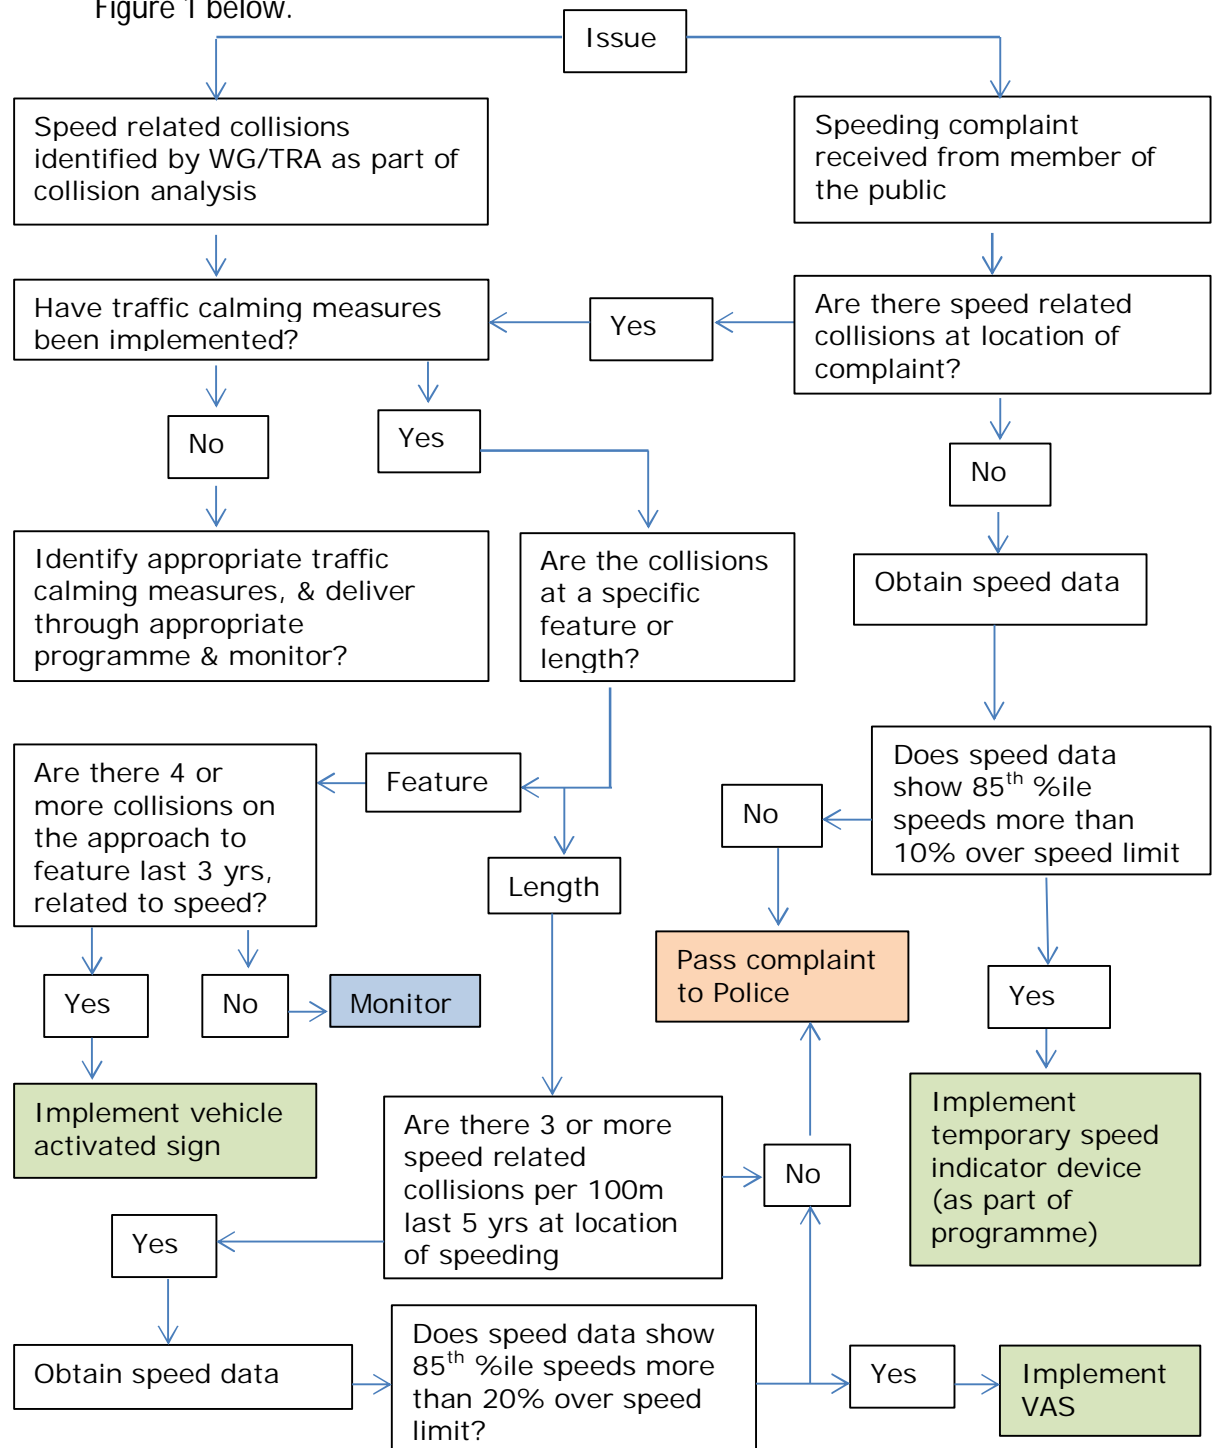 Figure 1 below.
Issue
Speed related collisions
identified by WG/TRA as part of
collision analysis
Speeding complaint
received from member of
the public
Have traffic calming measures
been implemented?
Yes
Are there speed related
collisions at location of
complaint?
No
Yes
No
Identify appropriate traffic
calming measures, & deliver
through appropriate
programme & monitor?
Are the collisions
at a specific
feature or
length?
Obtain speed data
Are there 4 or
more collisions on
the approach to
feature last 3 yrs,
related to speed?
Feature
Length
No
Does speed data
show 85th %ile
speeds more than
10% over speed limit
Yes
No
Monitor
Pass complaint
to Police
Yes
Implement vehicle
activated sign
Are there 3 or more
speed related
collisions per 100m
last 5 yrs at location
of speeding
No
Implement
temporary speed
indicator device
(as part of
programme)
Yes
Obtain speed data
Does speed data show
85th %ile speeds more
than 20% over speed
limit?
Yes
Implement
VAS